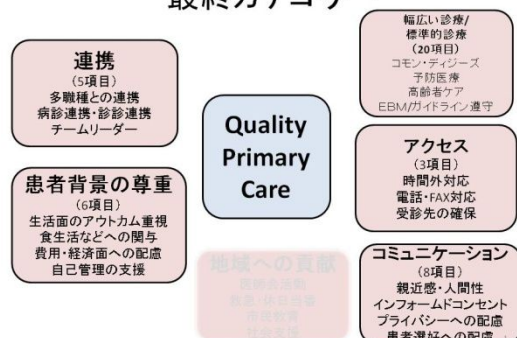 最終カテゴリ
連携
(5項目)
多職種との連携
病診連携・診診連携
チームリーダー
患者背景の尊重
(6項目)
生活面のアウトカム重視
食生活などへの関与
費用・経済面への配慮
自己管理の支援
Quality
Primary
Care
地域への貢献
幅広い診療/
標準的診療
(20項目)
コモン・ディジーズ
予防医療
高齢者ケア
EBM/ガイドライン遵守
アクセス
(3項目)
時間外対応
電話・FAX対応
受診先の確保
コミュニケーション
(8項目)
親近感・人間性
インフォームドコンセント
プライバシーへの配慮
患者選好への配慮